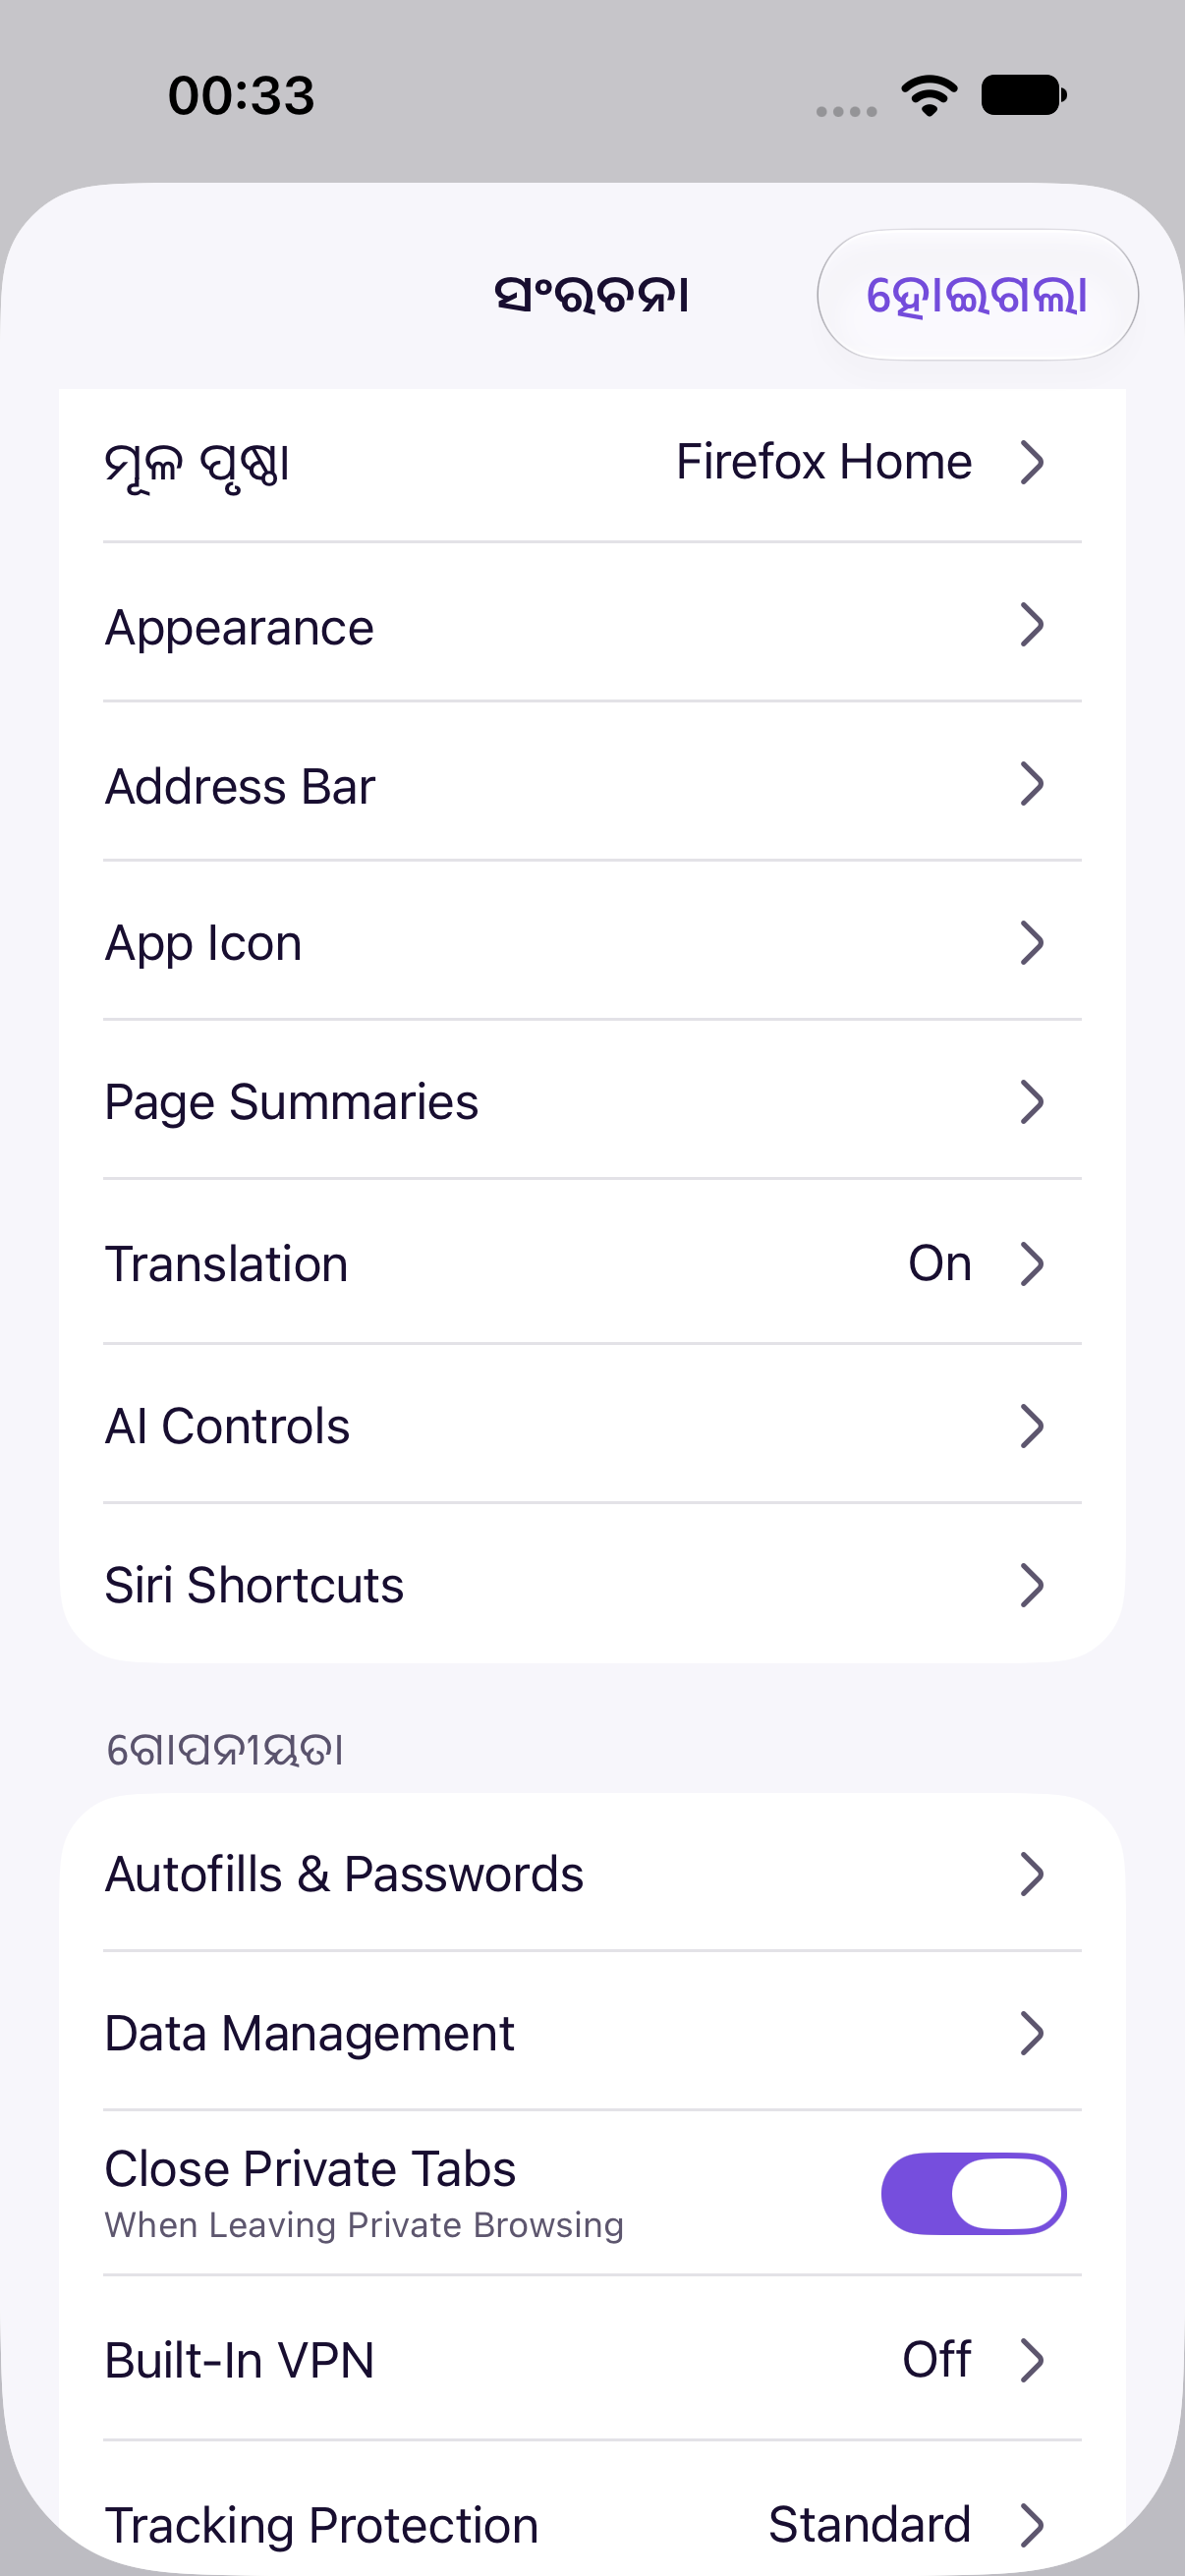 00:33
ସଂରଚନା
ହୋଇଗଲା
ମୂଳ ପୃଷ୍ଠା Firefox Home
Appearance
Address Bar
App Icon
Page Summaries
Translation On
AI Controls
Siri Shortcuts
ଗୋପନୀୟତା
Autofills & Passwords
Data Management
Close Private Tabs
When Leaving Private Browsing
Built-In VPN Off
Tracking Protection Standard